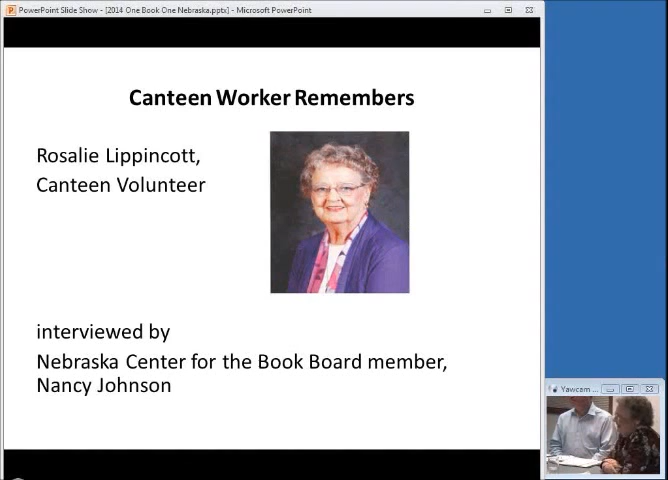 PowerPoint Slide Show - [2014 One Book One Nebraska.pptx] - Microsoft PowerPoint
Canteen Worker Remembers
Rosalie Lippincott,
Canteen Volunteer
interviewed by
Nebraska Center for the Book Board member,
Nancy Johnson
Yawcam ...